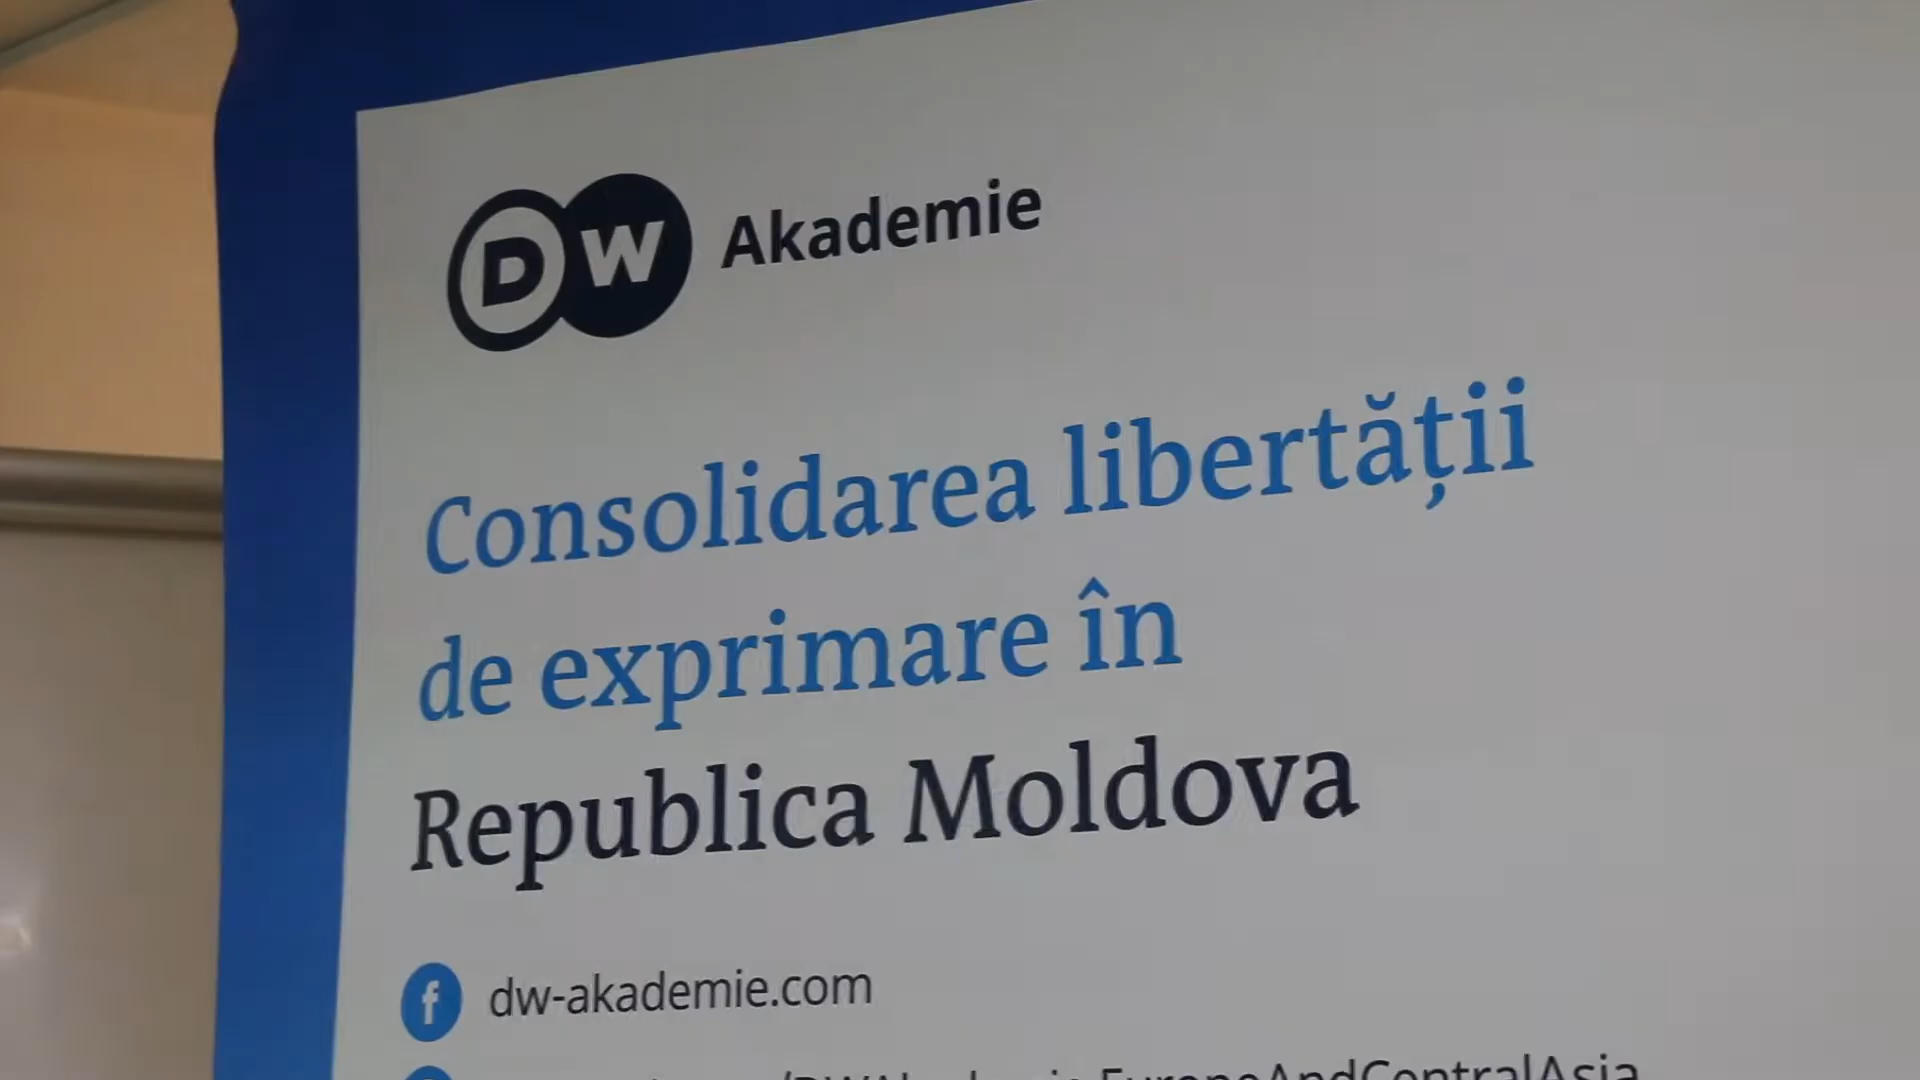 DW Akademie
Consolidarea libertății
de exprimare în
Republica Moldova
dw-akademie.com